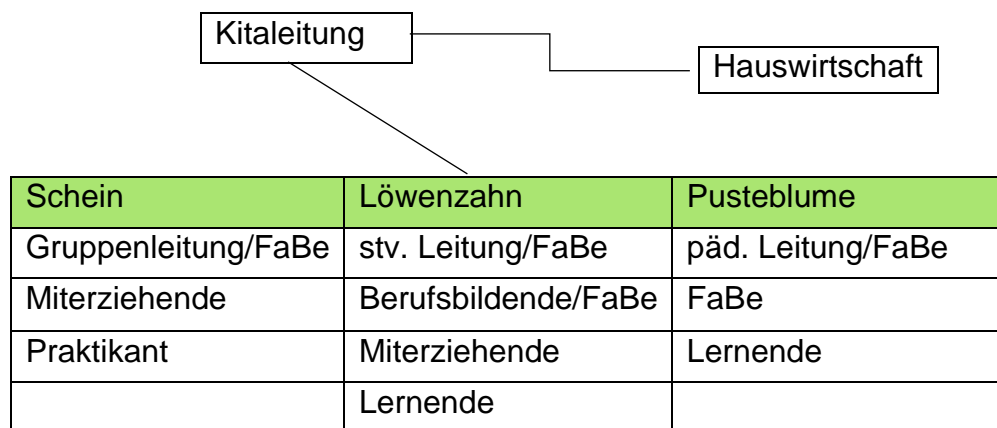 Kitaleitung
Hauswirtschaft
Schein Löwenzahn Pusteblume
Gruppenleitung/FaBe stv. Leitung/FaBe päd. Leitung/FaBe
Miterziehende Berufsbildende/FaBe FaBe
Praktikant Miterziehende Lernende
Lernende